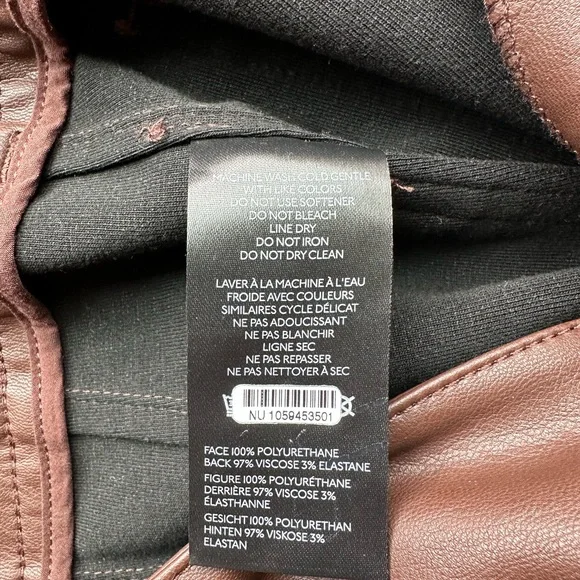 MACHINE WASH COLD GENTLE
WITH LIKE COLORS
DO NOT USE SOFTENER
DO NOT BLEACH
LINE DRY
DO NOT IRON
DO NOT DRY CLEAN
LAVER À LA MACHINE À L'EAU
FROIDE AVEC COULEURS
SIMILAIRES CYCLE DÉLICAT
NE PAS ADOUCISSANT
NE PAS BLANCHIR
LIGNE SEC
NE PAS REPASSER
NE PAS NETTOYER À SEC
NU 1059453501
FACE 100% POLYURETHANE
BACK 97% VISCOSE 3% ELASTANE
FIGURE 100% POLYURÉTHANE
DERRIÈRE 97% VISCOSE 3%
ÉLASTHANNE
GESICHT 100% POLYURETHAN
HINTEN 97% VISCOSE 3%
ELASTAN